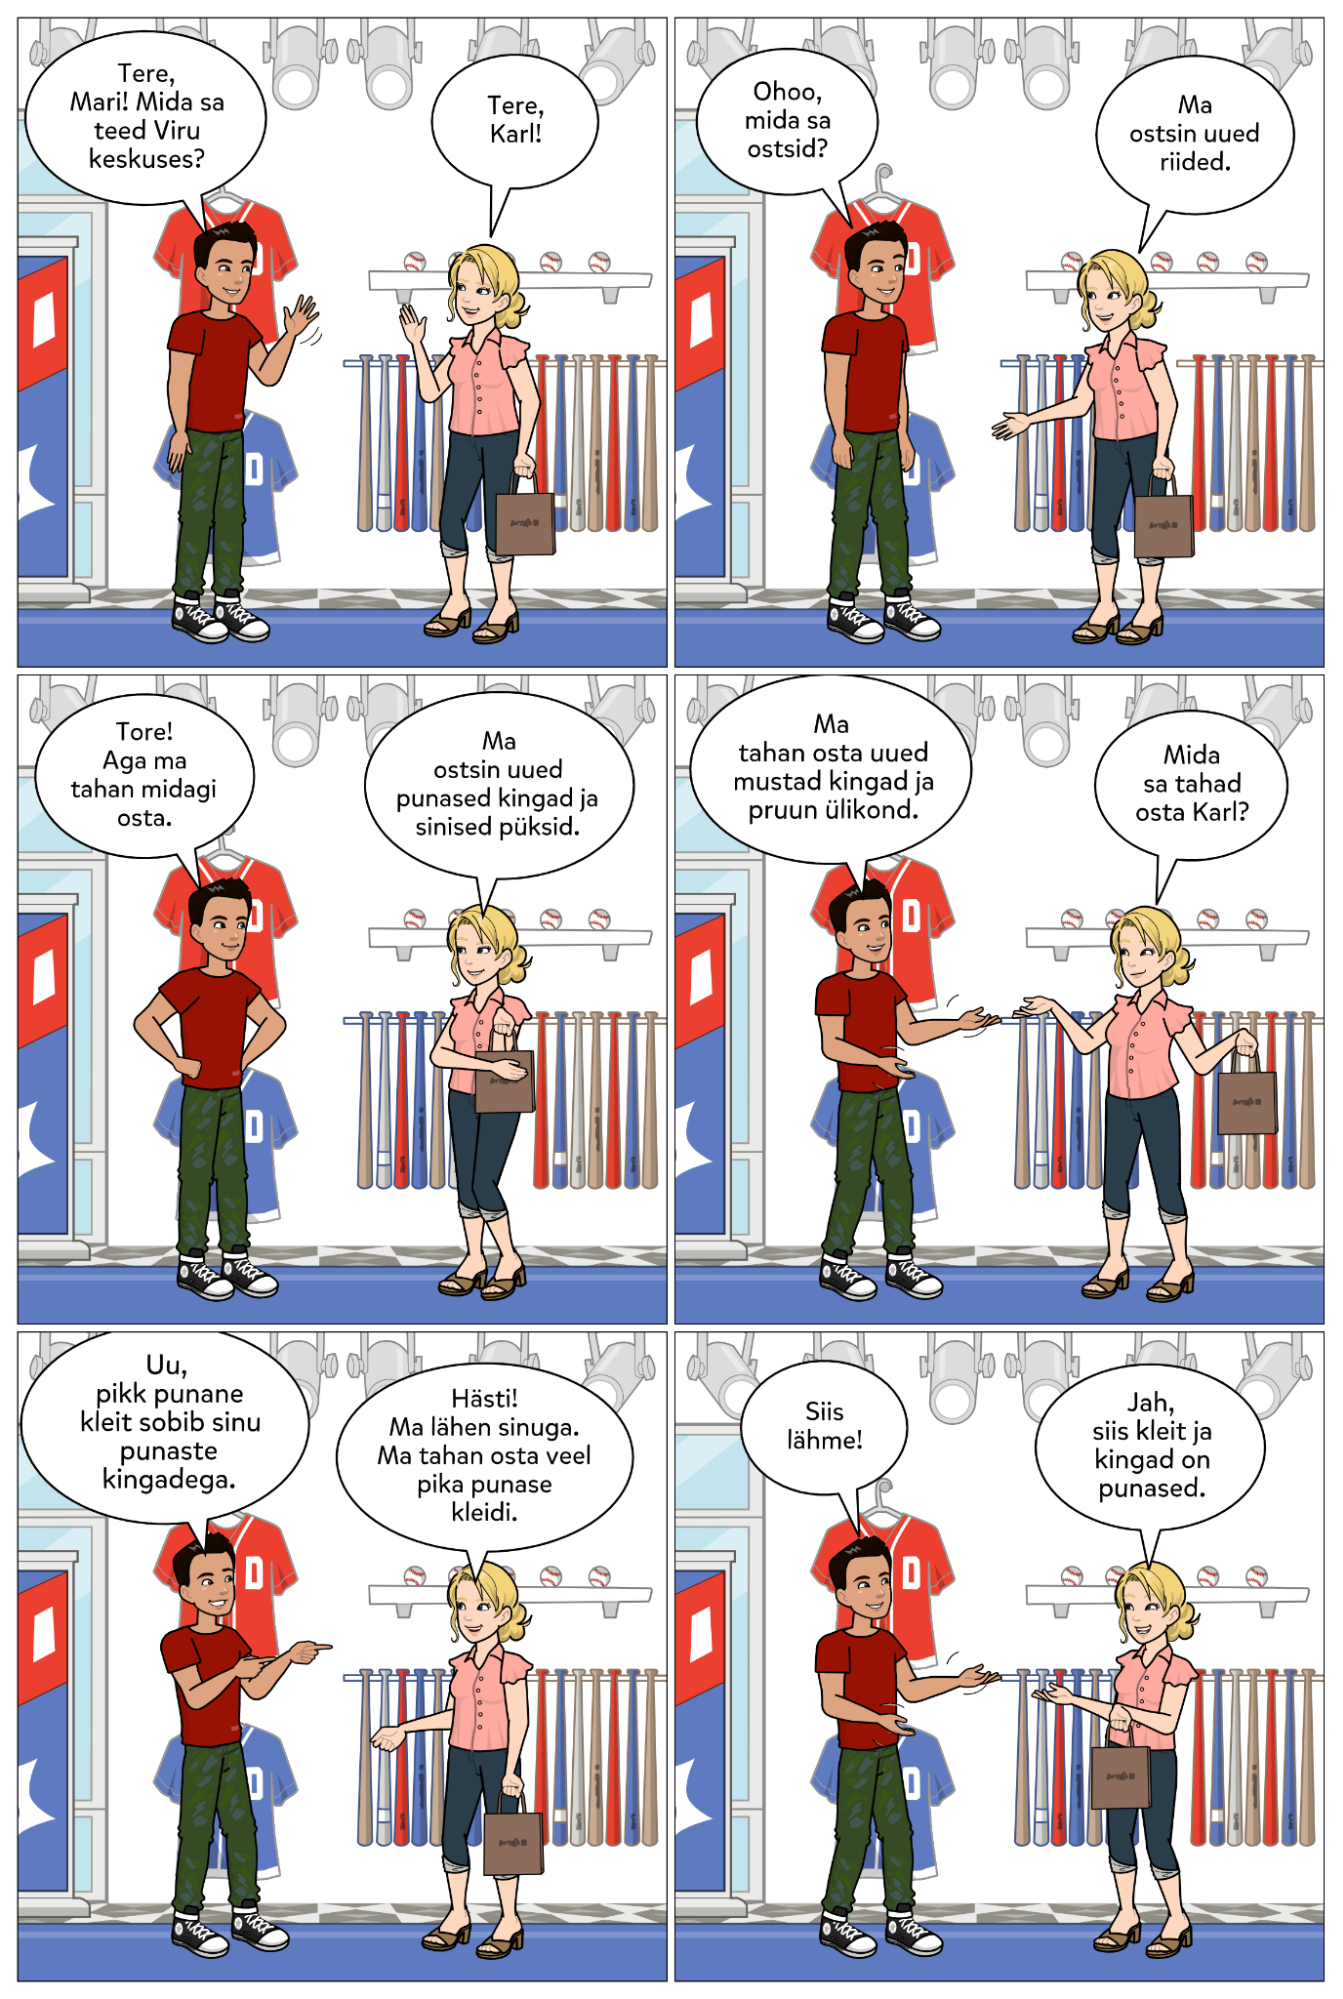 Tere,
Mari! Mida sa
teed Viru
keskuses?
Tere,
Karl!
Ohoo,
mida sa
ostsid?
Ma
ostsin uued
riided.
Tore!
Aga ma
tahan midagi
osta.
Ma
ostsin uued
punased kingad ja
sinised püksid.
Ma
tahan osta uued
mustad kingad ja
pruun ülikond.
Mida
sa tahad
osta Karl?
Uu,
pikk punane
kleit sobib sinu
punaste
kingadega.
Hästi!
Ma lähen sinuga.
Ma tahan osta veel
pika punase
kleidi.
Siis
lähme!
Jah,
siis kleit ja
kingad on
punased.
D
D
D
D
D
D
D
D